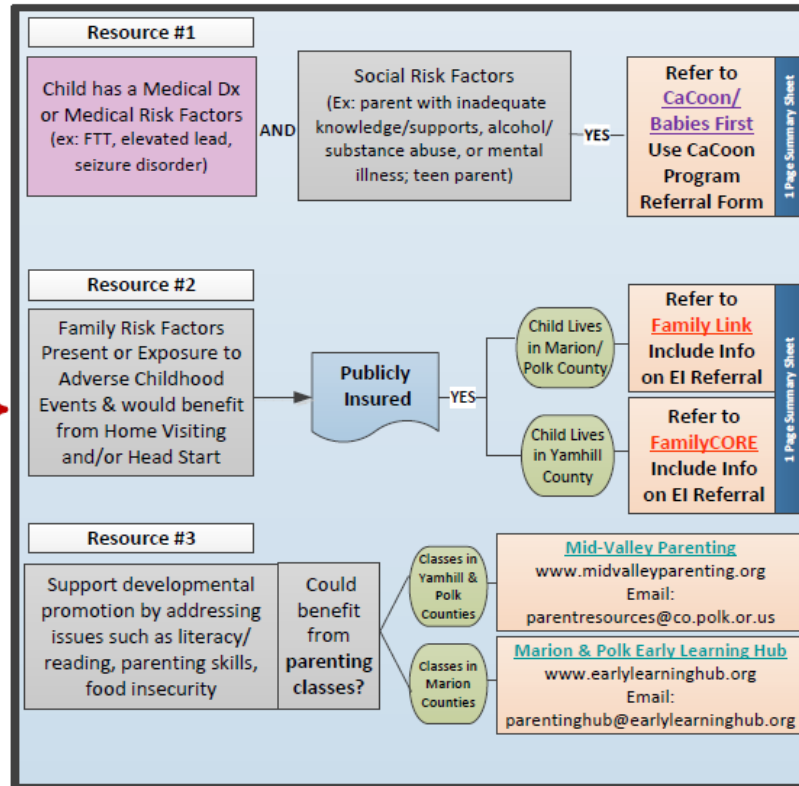 Resource #1
Child has a Medical Dx
or Medical Risk Factors
(ex: FTT, elevated lead,
seizure disorder)
AND
Social Risk Factors
(Ex: parent with inadequate
knowledge/supports, alcohol/
substance abuse, or mental
illness; teen parent)
YES
Refer to
CaCoon/
Babies First
Use CaCoon
Program
Referral Form
1 Page Summary Sheet
Resource #2
Family Risk Factors
Present or Exposure to
Adverse Childhood
Events & would benefit
from Home Visiting
and/or Head Start
Publicly
Insured
YES
Child Lives
in Marion/
Polk County
Refer to
Family Link
Include Info
on EI Referral
Child Lives
in Yamhill
County
Refer to
FamilyCORE
Include Info
on EI Referral
1 Page Summary Sheet
Resource #3
Support developmental
promotion by addressing
issues such as literacy/
reading, parenting skills,
food insecurity
Could
benefit
from
parenting
classes?
Classes in
Yamhill &
Polk
Counties
Mid-Valley Parenting
www.midvalleyparenting.org
Email:
parentresources@co.polk.or.us
Classes in
Marion
Counties
Marion & Polk Early Learning Hub
www.earlylearninghub.org
Email:
parentinghub@earlylearninghub.org